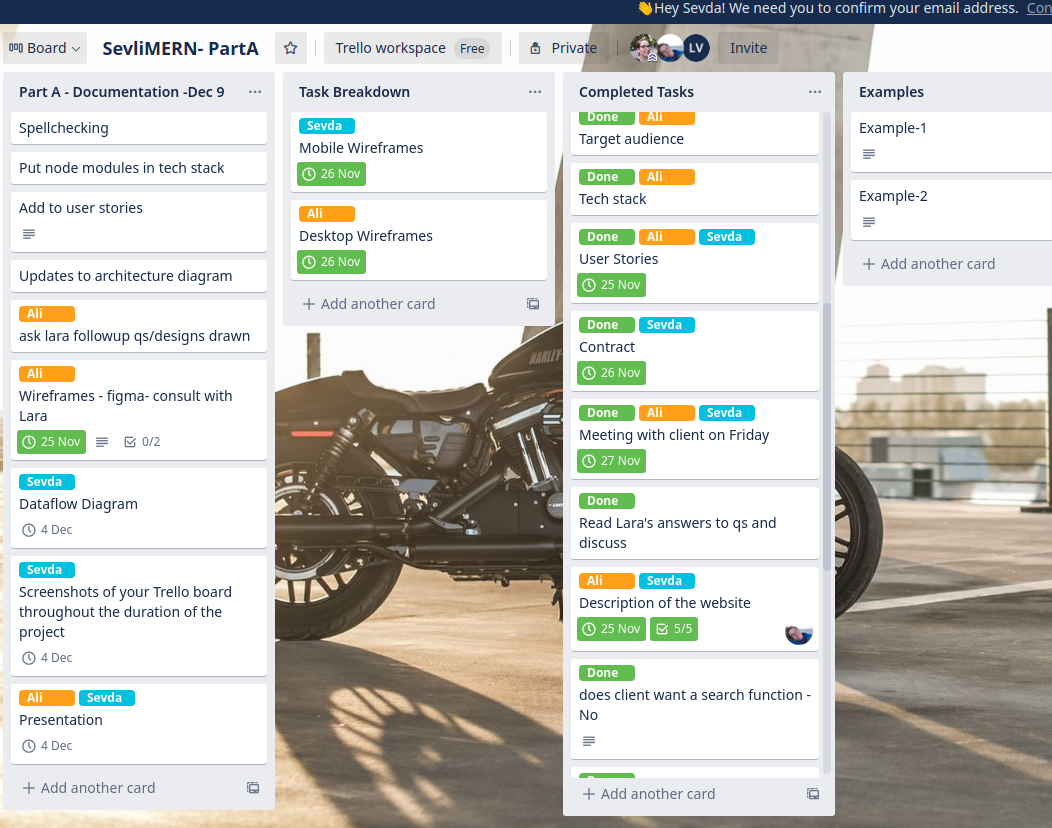 👋Hey Sevda! We need you to confirm your email address. Con
Board
SevliMERN- PartA
Trello workspace Free
Private
LV
Invite
Part A - Documentation -Dec 9
Spellchecking
Put node modules in tech stack
Add to user stories
Updates to architecture diagram
Ali
ask lara followup qs/designs drawn
Ali
Wireframes - figma- consult with
Lara
25 Nov 0/2
Sevda
Dataflow Diagram
4 Dec
Sevda
Screenshots of your Trello board
throughout the duration of the
project
4 Dec
Ali Sevda
Presentation
4 Dec
+ Add another card
Task Breakdown
Sevda
Mobile Wireframes
26 Nov
Ali
Desktop Wireframes
26 Nov
+ Add another card
Completed Tasks
Done Ali
Target audience
Done Ali
Tech stack
Done Ali Sevda
User Stories
25 Nov
Done Sevda
Contract
26 Nov
Done Ali Sevda
Meeting with client on Friday
27 Nov
Done
Read Lara's answers to qs and
discuss
Ali Sevda
Description of the website
25 Nov 5/5
Done
does client want a search function -
No
Done
+ Add another card
Examples
Example-1
Example-2
+ Add another card
HARLEY-